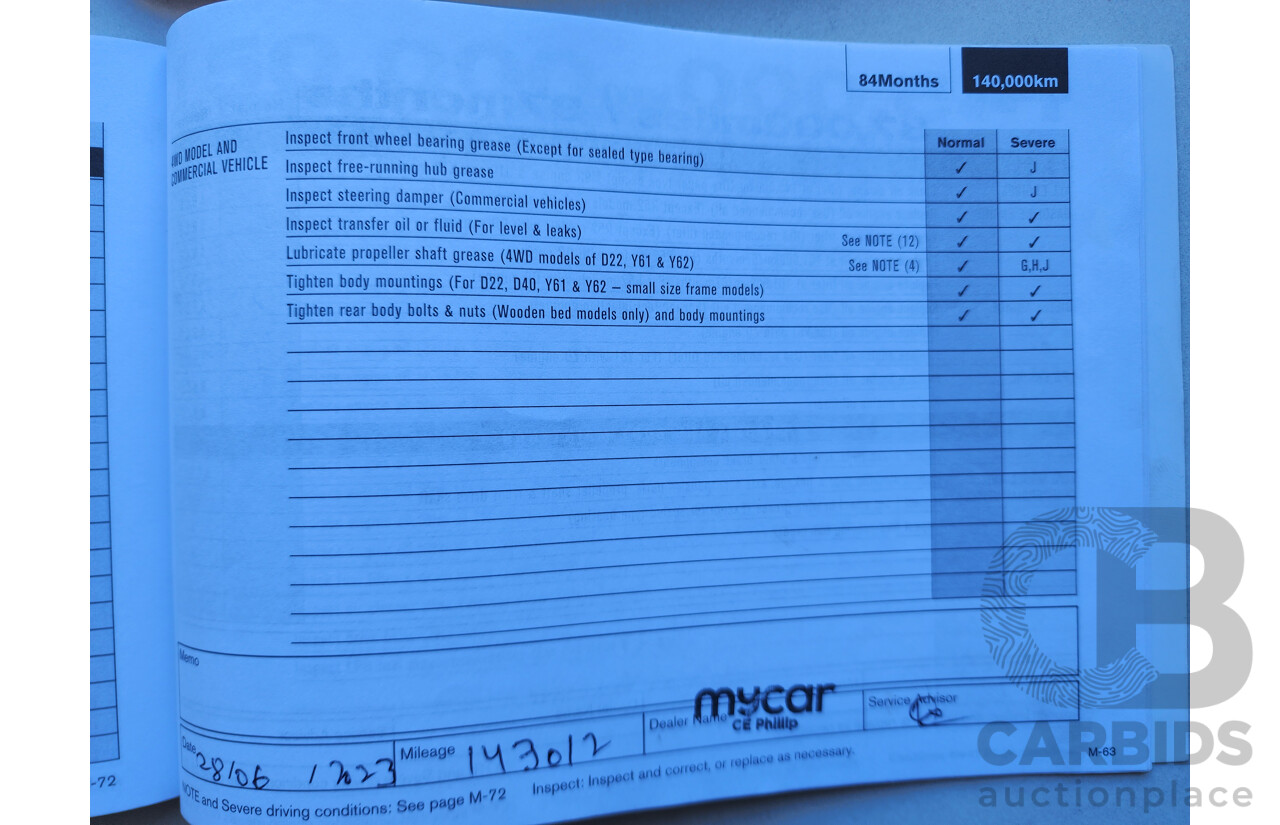 84Months 140,000km
Normal Severe
4WD MODEL AND
COMMERCIAL VEHICLE
Inspect front wheel bearing grease (Except for sealed type bearing) ✓ J
Inspect free-running hub grease ✓ J
Inspect steering damper (Commercial vehicles) ✓ ✓
Inspect transfer oil or fluid (For level & leaks) See NOTE (12) ✓ ✓
Lubricate propeller shaft grease (4WD models of D22, Y61 & Y62) See NOTE (4) ✓ G,H,J
Tighten body mountings (For D22, D40, Y61 & Y62 – small size frame models) ✓ ✓
Tighten rear body bolts & nuts (Wooden bed models only) and body mountings ✓ ✓
Memo
Date 28/06 / 2023 Mileage 143012 Dealer Name mycar
CE Phillip
Service Advisor
NOTE and Severe driving conditions: See page M-72 Inspect: Inspect and correct, or replace as necessary.
M-63
-72
CB
CARBIDS
auctionplace